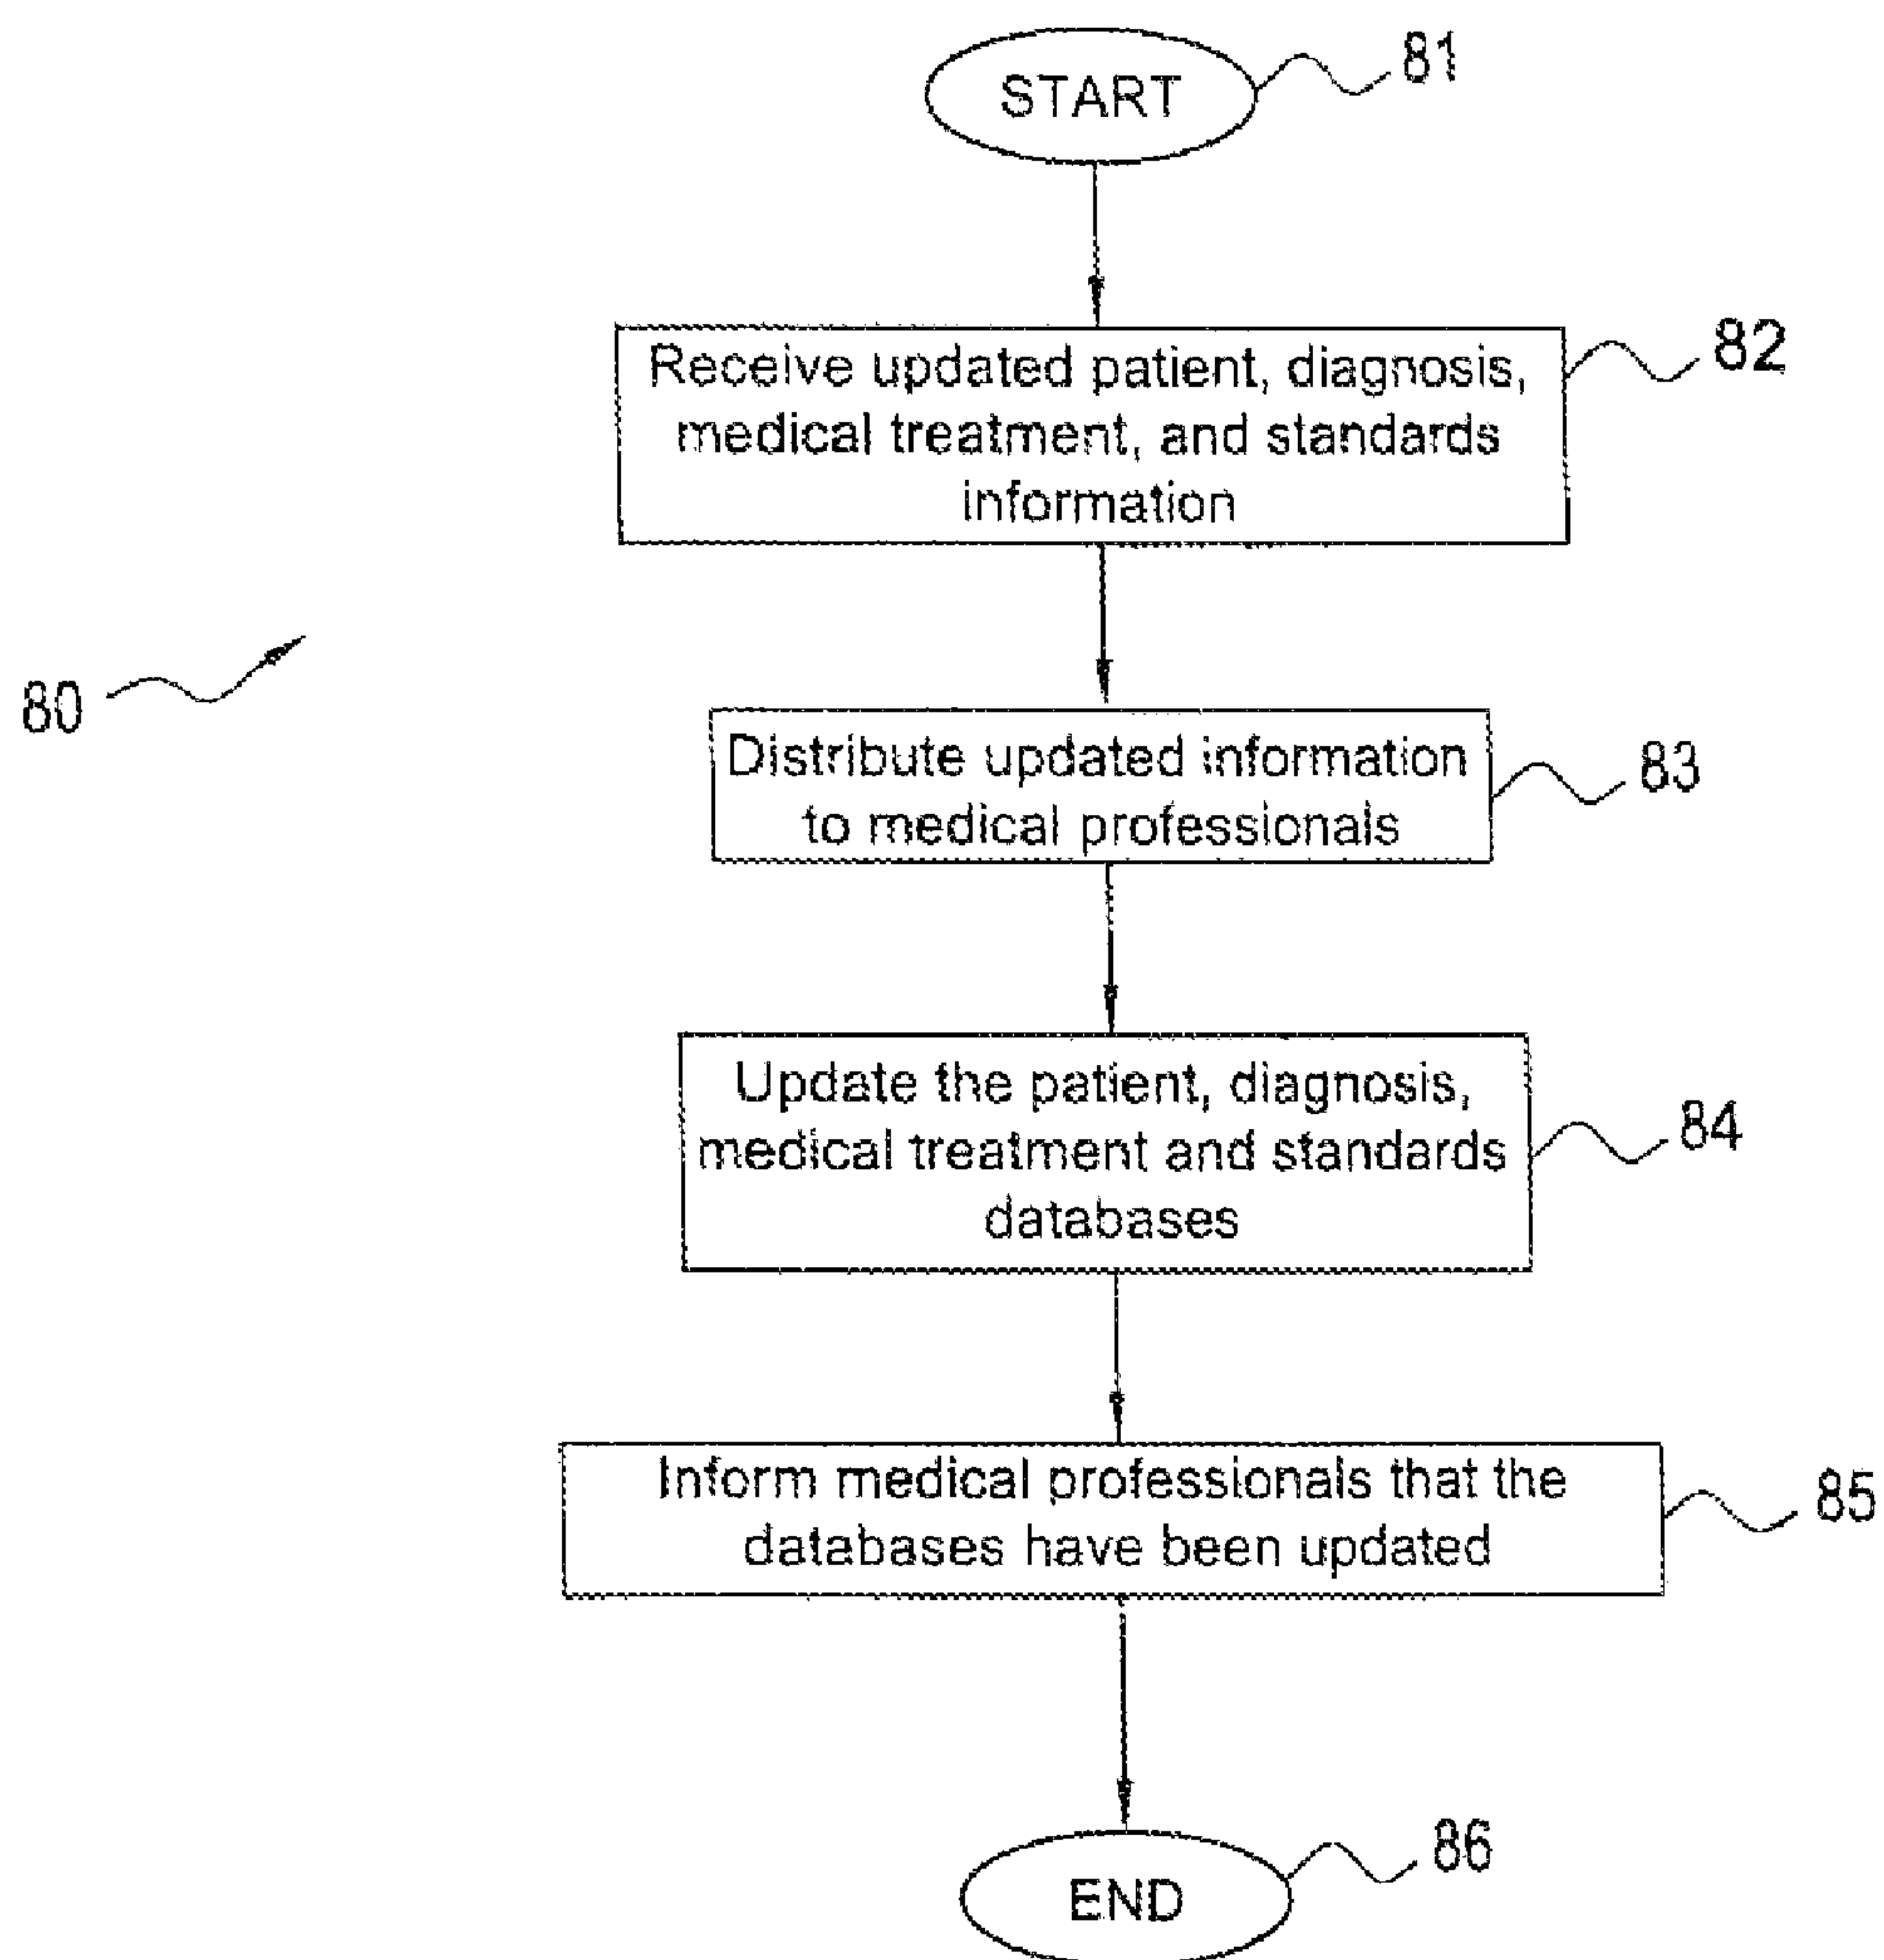 START
81
Receive updated patient, diagnosis,
medical treatment, and standards
information
82
80
Distribute updated information
to medical professionals
83
Update the patient, diagnosis,
medical treatment and standards
databases
84
Inform medical professionals that the
databases have been updated
85
END
86